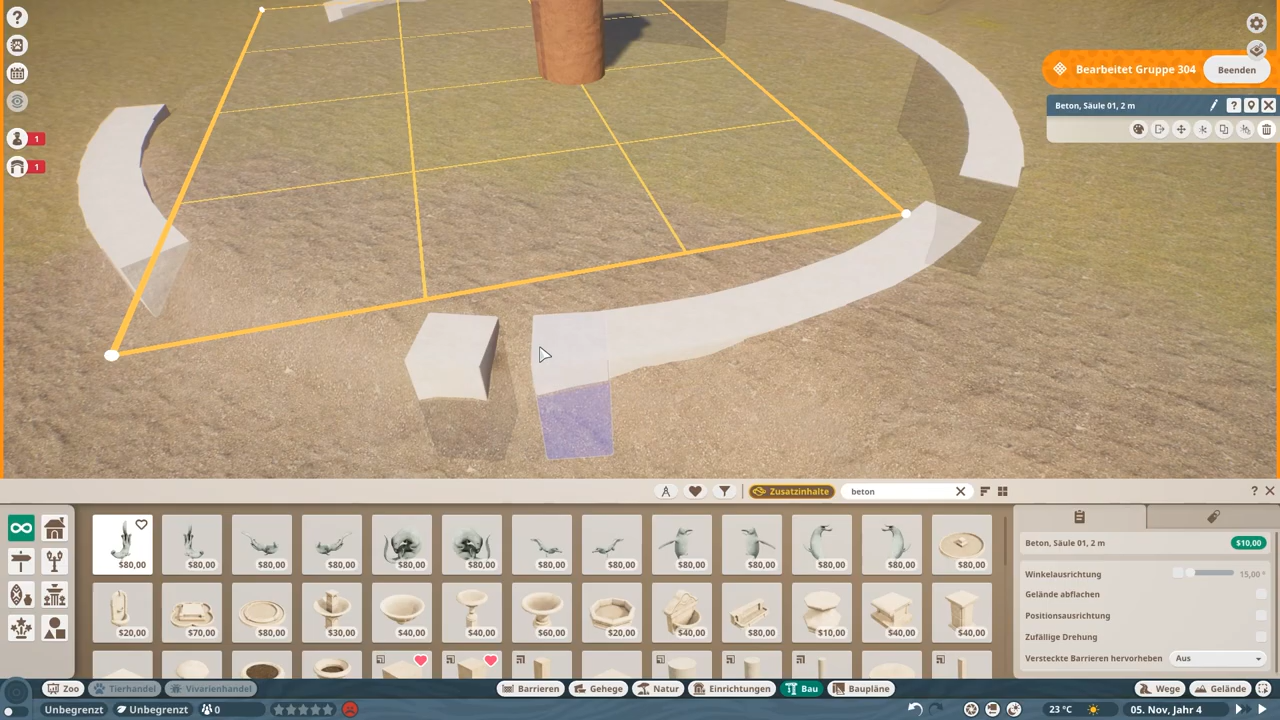 ?
1
1
Bearbeitet Gruppe 304
Beenden
Beton, Säule 01, 2 m
?
Zusatzinhalte
beton
?
$80,00 $80,00 $80,00 $80,00 $80,00 $80,00 $80,00 $80,00 $80,00 $80,00 $80,00 $80,00 $80,00
$20,00 $70,00 $80,00 $30,00 $40,00 $40,00 $60,00 $20,00 $40,00 $80,00 $10,00 $40,00 $40,00
Beton, Säule 01, 2 m
$10,00
Winkelausrichtung
15,00 °
Gelände abflachen
Positionsausrichtung
Zufällige Drehung
Versteckte Barrieren hervorheben
Aus
Zoo
Tierhandel
Vivarienhandel
Barrieren
Gehege
Natur
Einrichtungen
Bau
Baupläne
Wege
Gelände
Unbegrenzt
Unbegrenzt
0
23 °C
05. Nov, Jahr 4